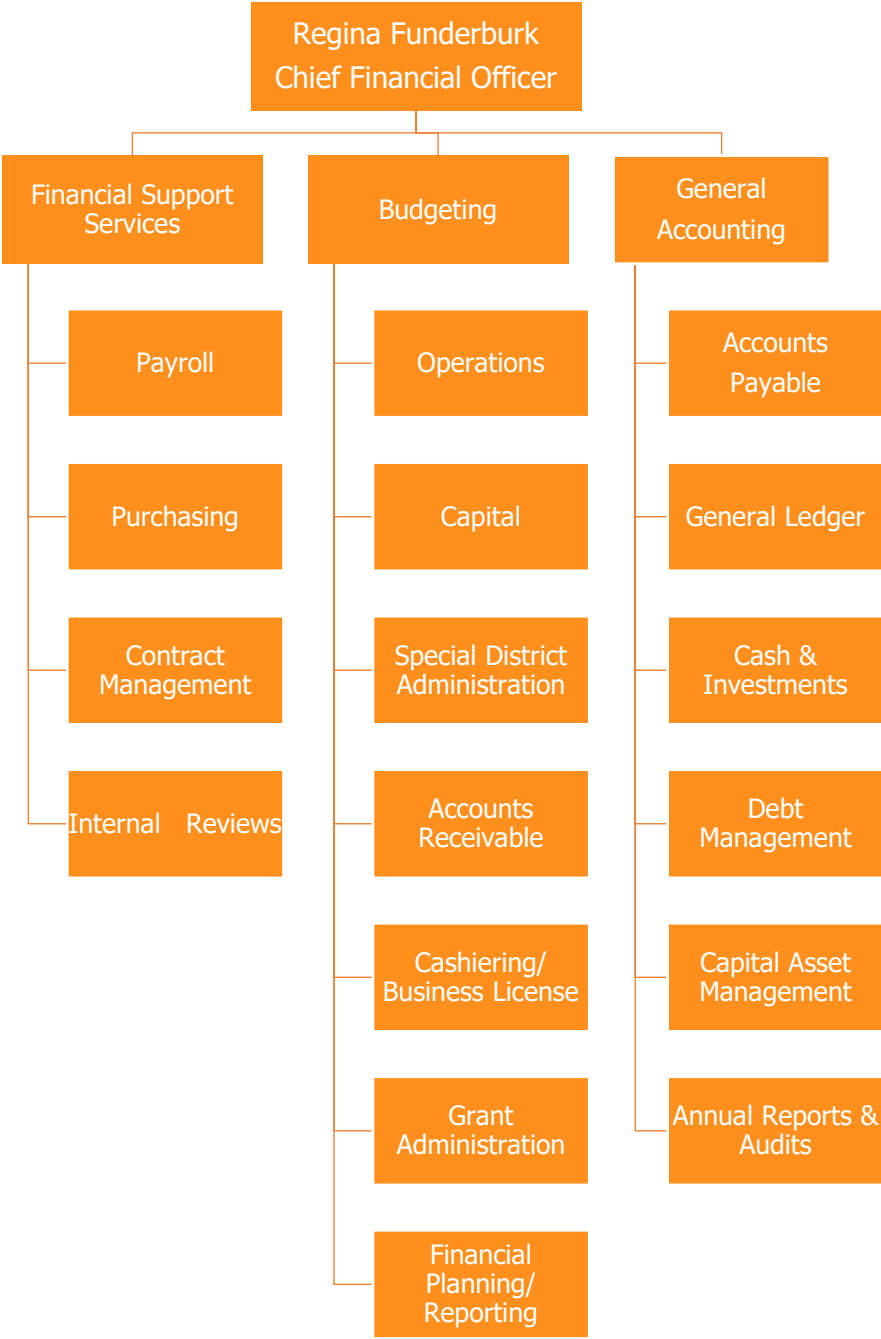 Regina Funderburk
Chief Financial Officer
Financial Support
Services
Payroll
Purchasing
Contract
Management
Internal Reviews
Budgeting
Operations
Capital
Special District
Administration
Accounts
Receivable
Cashiering/
Business License
Grant
Administration
Financial
Planning/
Reporting
General
Accounting
Accounts
Payable
General Ledger
Cash &
Investments
Debt
Management
Capital Asset
Management
Annual Reports &
Audits